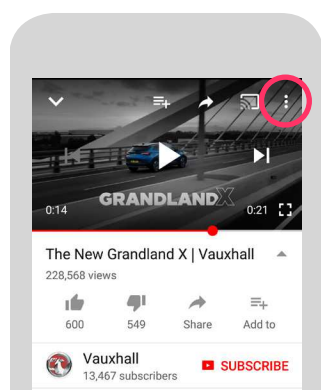 GRANDLAND X
0:14
0:21
The New Grandland X | Vauxhall
228,568 views
600
549
Share
Add to
Vauxhall
13,467 subscribers
SUBSCRIBE